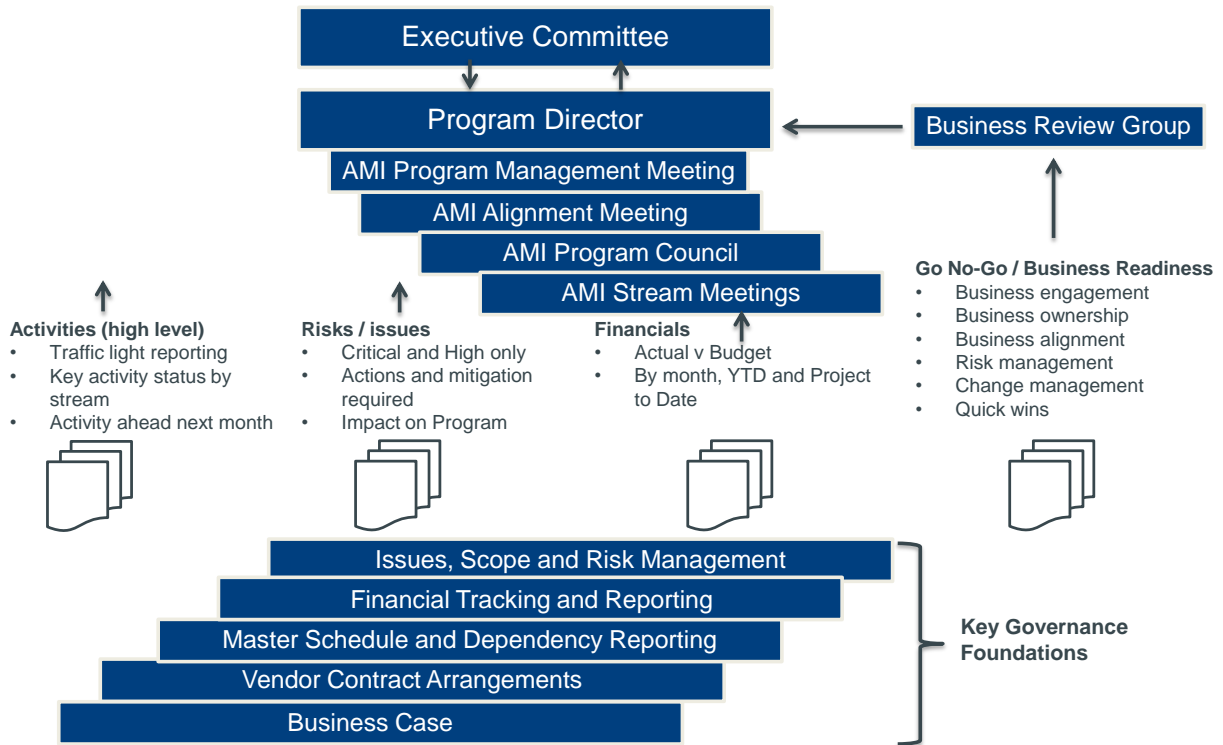 Executive Committee
Program Director
Business Review Group
AMI Program Management Meeting
AMI Alignment Meeting
AMI Program Council
AMI Stream Meetings
Activities (high level)
• Traffic light reporting
• Key activity status by
stream
• Activity ahead next month
Risks / issues
• Critical and High only
• Actions and mitigation
required
• Impact on Program
Financials
• Actual v Budget
• By month, YTD and Project
to Date
Go No-Go / Business Readiness
• Business engagement
• Business ownership
• Business alignment
• Risk management
• Change management
• Quick wins
Issues, Scope and Risk Management
Financial Tracking and Reporting
Master Schedule and Dependency Reporting
Vendor Contract Arrangements
Business Case
Key Governance
Foundations